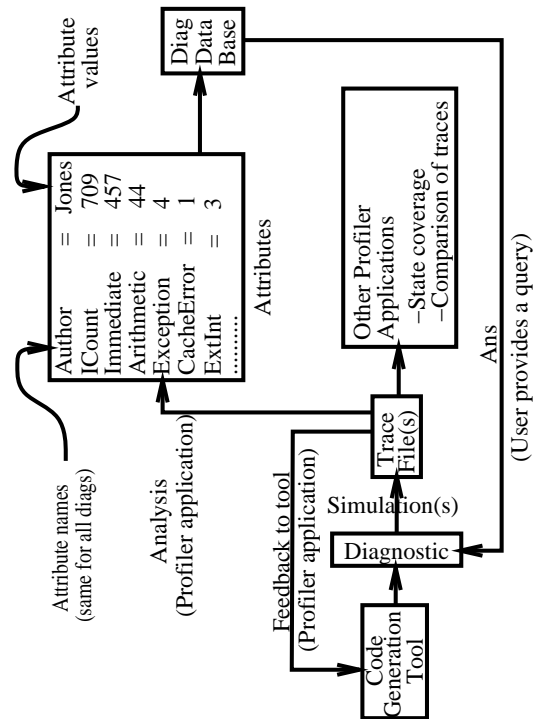 Attribute names
(same for all diags)
Attribute
values
Author = Jones
ICount = 709
Immediate = 457
Arithmetic = 44
Exception = 4
CacheError = 1
ExtInt = 3
..........
Attributes
Diag
Data
Base
Analysis
(Profiler application)
Feedback to tool
(Profiler application)
Code
Generation
Tool
Diagnostic
Simulation(s)
Trace
File(s)
Other Profiler
Applications
–State coverage
–Comparison of traces
Ans
(User provides a query)